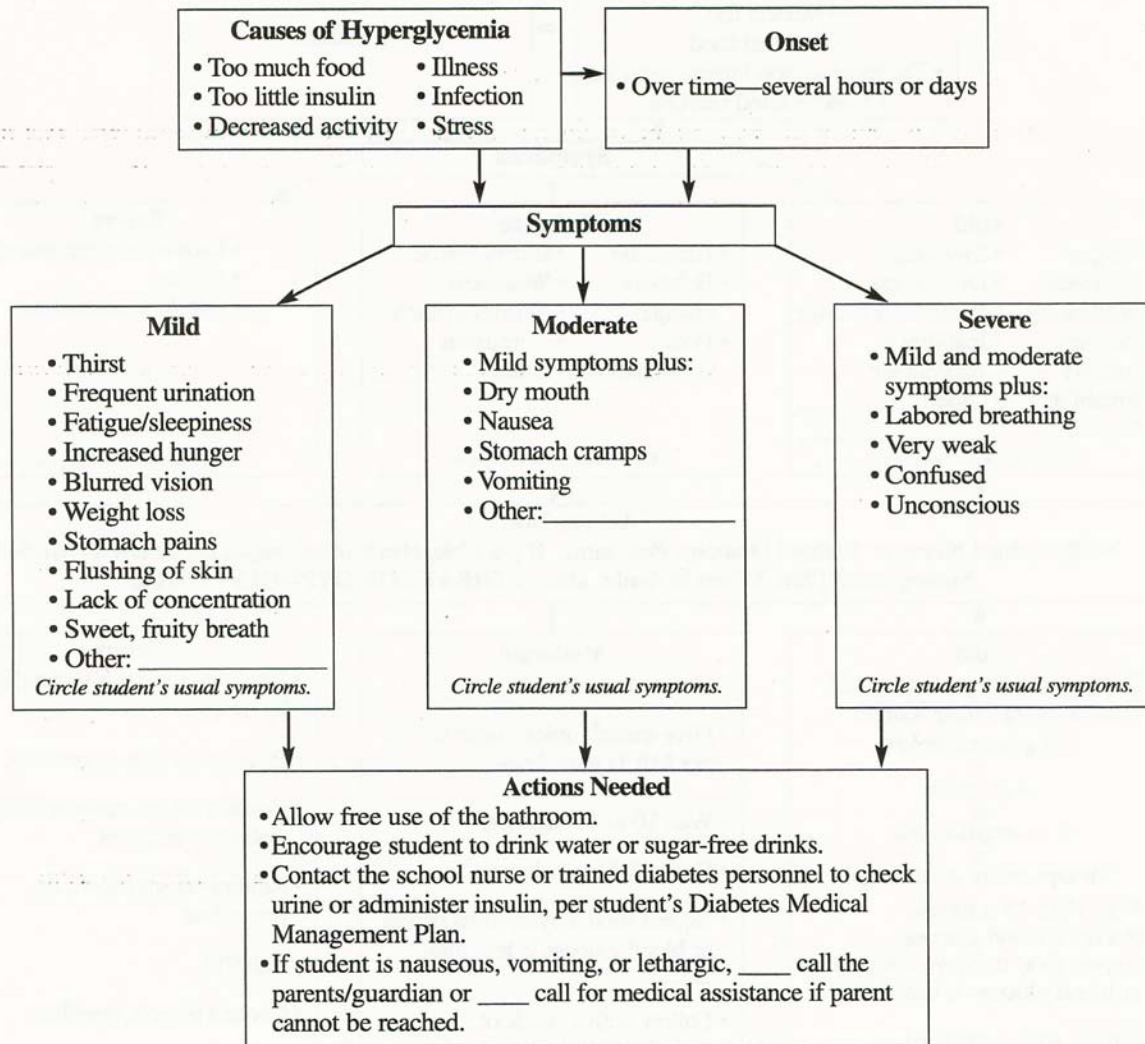 Causes of Hyperglycemia
• Too much food
• Too little insulin
• Decreased activity
• Illness
• Infection
• Stress
Onset
• Over time—several hours or days
Symptoms
Mild
• Thirst
• Frequent urination
• Fatigue/sleepiness
• Increased hunger
• Blurred vision
• Weight loss
• Stomach pains
• Flushing of skin
• Lack of concentration
• Sweet, fruity breath
• Other: __________________
Circle student's usual symptoms.
Moderate
• Mild symptoms plus:
• Dry mouth
• Nausea
• Stomach cramps
• Vomiting
• Other:__________________
Circle student's usual symptoms.
Severe
• Mild and moderate
symptoms plus:
• Labored breathing
• Very weak
• Confused
• Unconscious
Circle student's usual symptoms.
Actions Needed
•Allow free use of the bathroom.
•Encourage student to drink water or sugar-free drinks.
•Contact the school nurse or trained diabetes personnel to check
urine or administer insulin, per student's Diabetes Medical
Management Plan.
•If student is nauseous, vomiting, or lethargic, ____ call the
parents/guardian or ____ call for medical assistance if parent
cannot be reached.